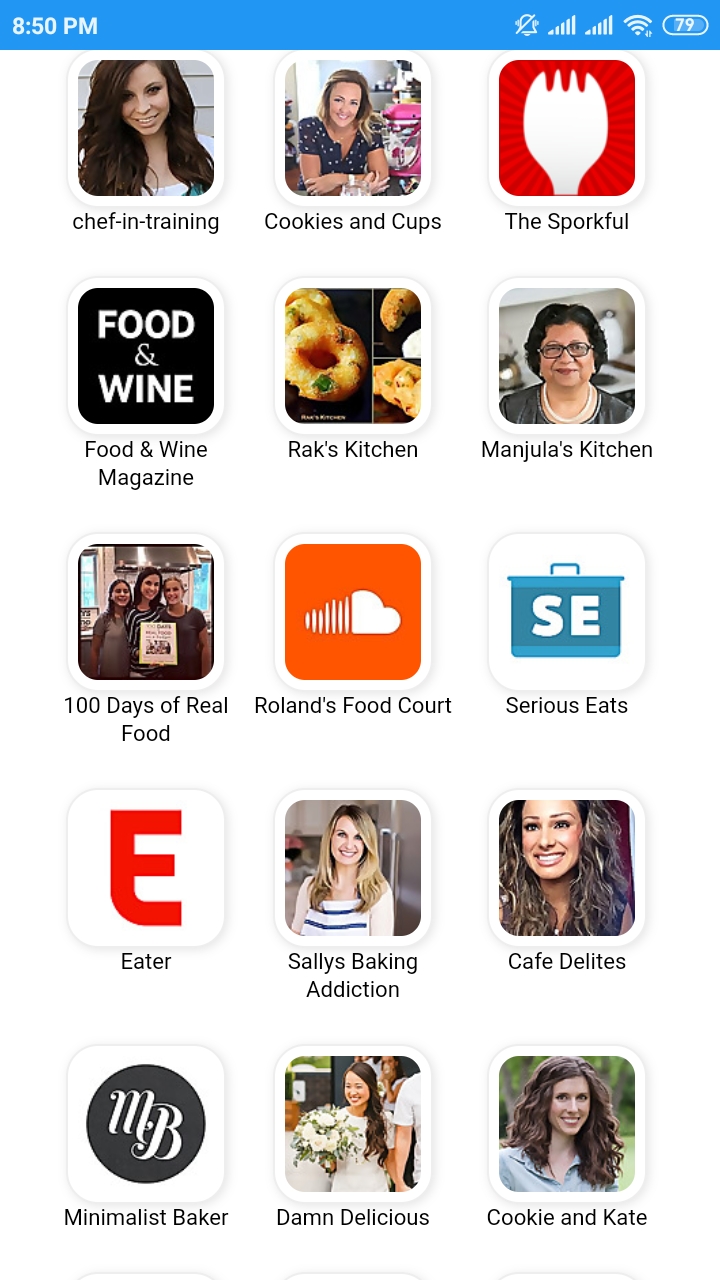 8:50 PM
79
chef-in-training
Cookies and Cups
The Sporkful
FOOD
&
WINE
RAK'S KITCHEN
Food & Wine
Magazine
Rak's Kitchen
Manjula's Kitchen
100 DAYS
REAL FOOD
SE
100 Days of Real
Food
Roland's Food Court
Serious Eats
E
Eater
Sallys Baking
Addiction
Cafe Delites
MB
Minimalist Baker
Damn Delicious
Cookie and Kate